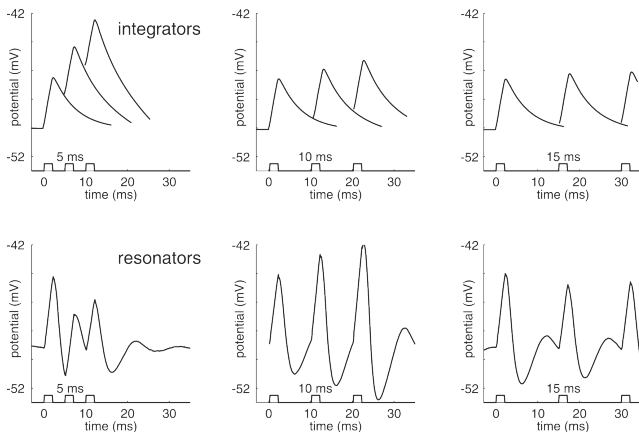 integrators
-42
potential (mV)
-52
5 ms
0 10 20 30
time (ms)
-42
potential (mV)
-52
10 ms
0 10 20 30
time (ms)
-42
potential (mV)
-52
15 ms
0 10 20 30
time (ms)
resonators
-42
potential (mV)
-52
5 ms
0 10 20 30
time (ms)
-42
potential (mV)
-52
10 ms
0 10 20 30
time (ms)
-42
potential (mV)
-52
15 ms
0 10 20 30
time (ms)